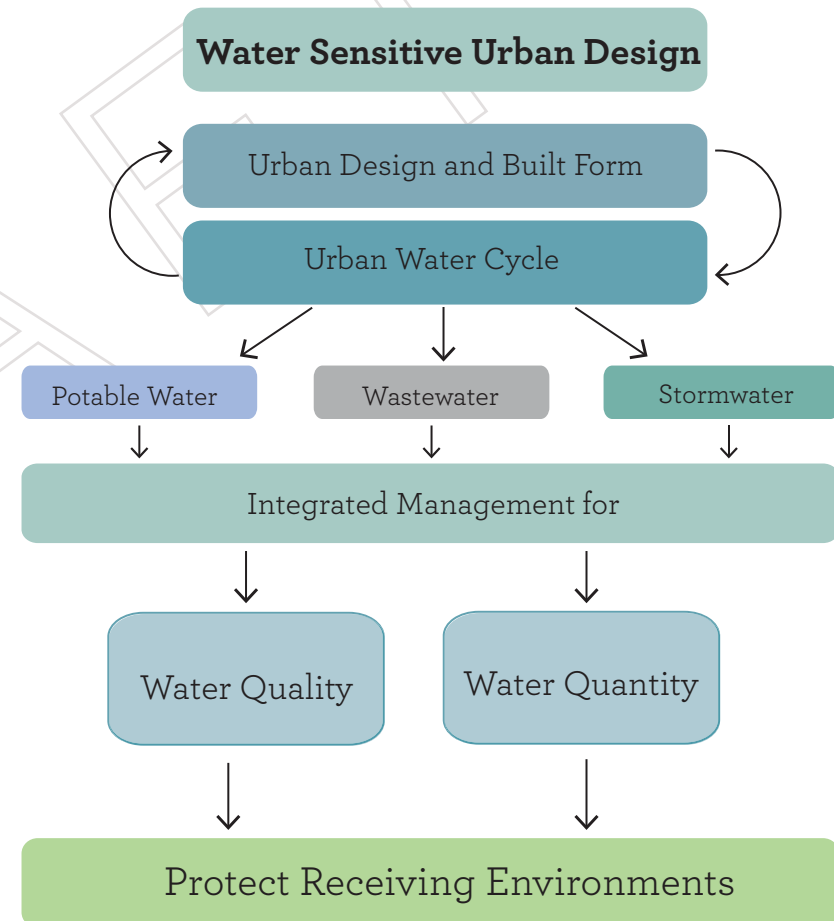 Water Sensitive Urban Design
Urban Design and Built Form
Urban Water Cycle
Potable Water
Wastewater
Stormwater
Integrated Management for
Water Quality
Water Quantity
Protect Receiving Environments